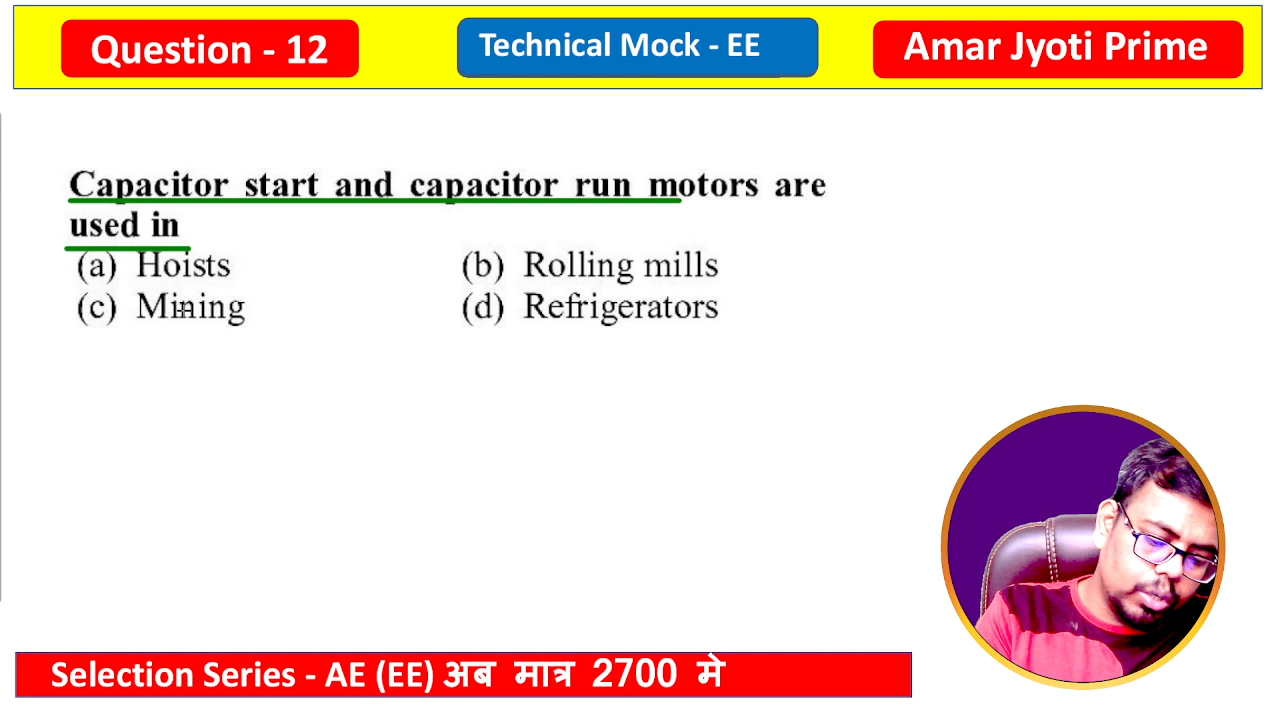 Question - 12
Technical Mock - EE
Amar Jyoti Prime
Capacitor start and capacitor run motors are
used in
(a) Hoists
(b) Rolling mills
(c) Mining
(d) Refrigerators
Selection Series - AE (EE) अब मात्र 2700 मे